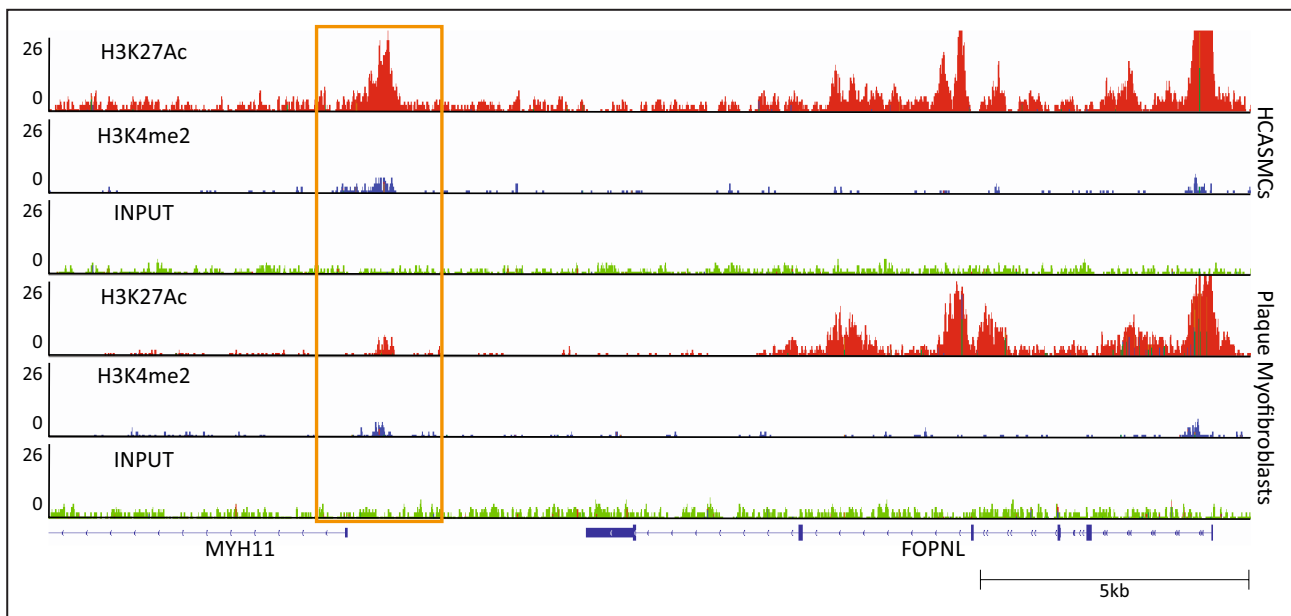 H3K27Ac
26
0
H3K4me2
26
0
INPUT
26
0
HCASMCs
H3K27Ac
26
0
H3K4me2
26
0
INPUT
26
0
Plaque Myofibroblasts
MYH11
FOPNL
5kb